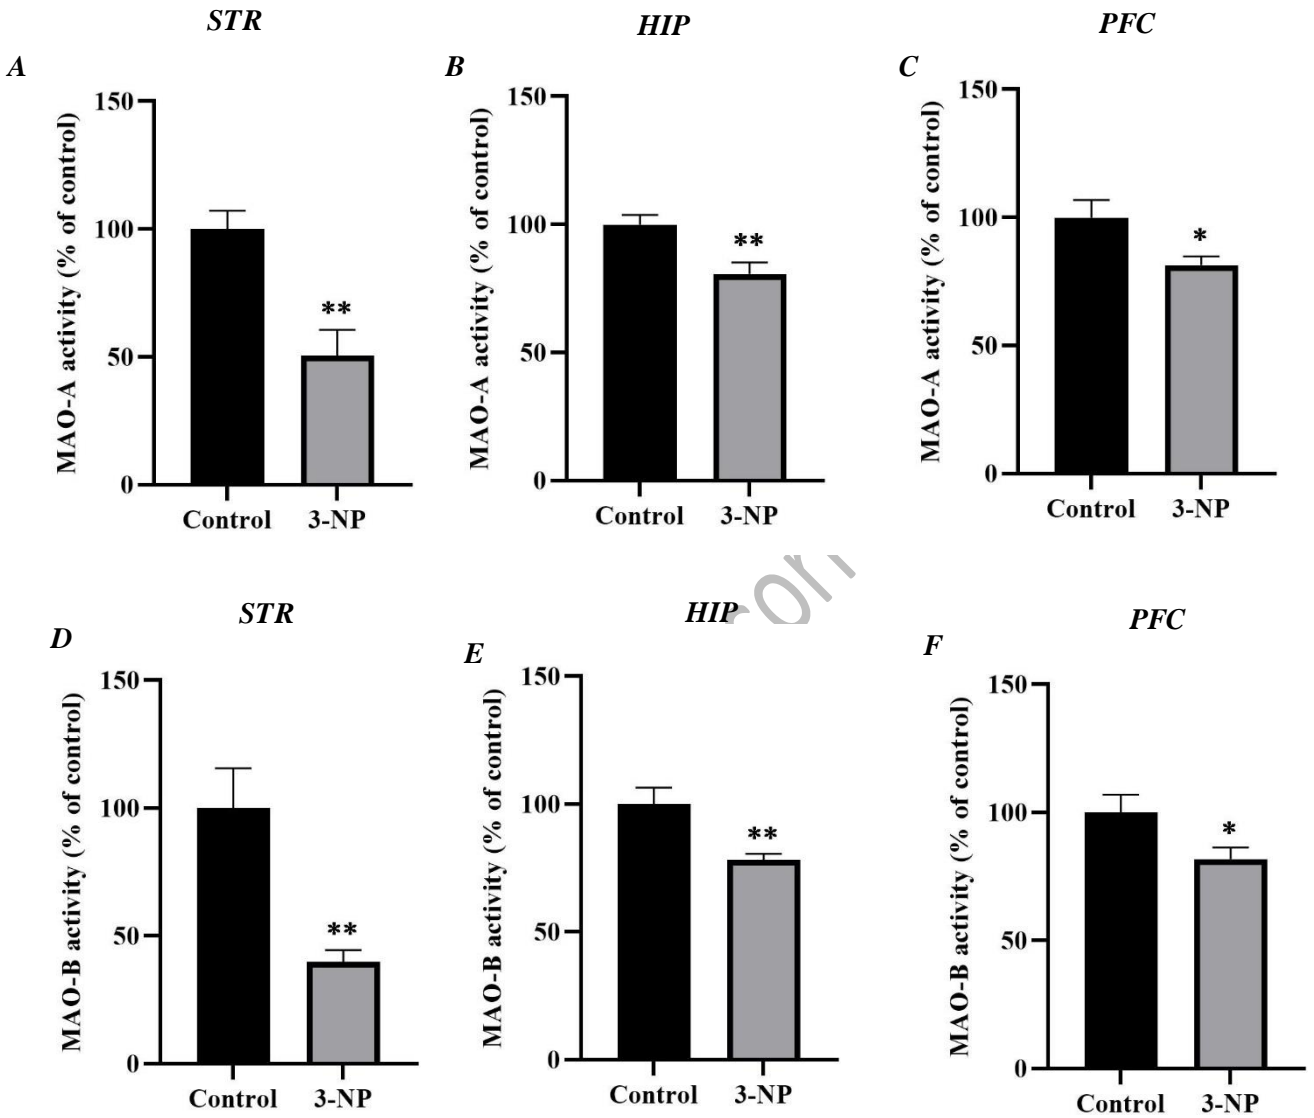 STR
HIP
PFC
A
B
C
MAO-A activity (% of control)
150
100
50
0
**
Control 3-NP
MAO-A activity (% of control)
150
100
50
0
**
Control 3-NP
MAO-A activity (% of control)
150
100
50
0
*
Control 3-NP
STR
HIP
PFC
D
E
F
MAO-B activity (% of control)
150
100
50
0
**
Control 3-NP
MAO-B activity (% of control)
150
100
50
0
**
Control 3-NP
MAO-B activity (% of control)
150
100
50
0
*
Control 3-NP